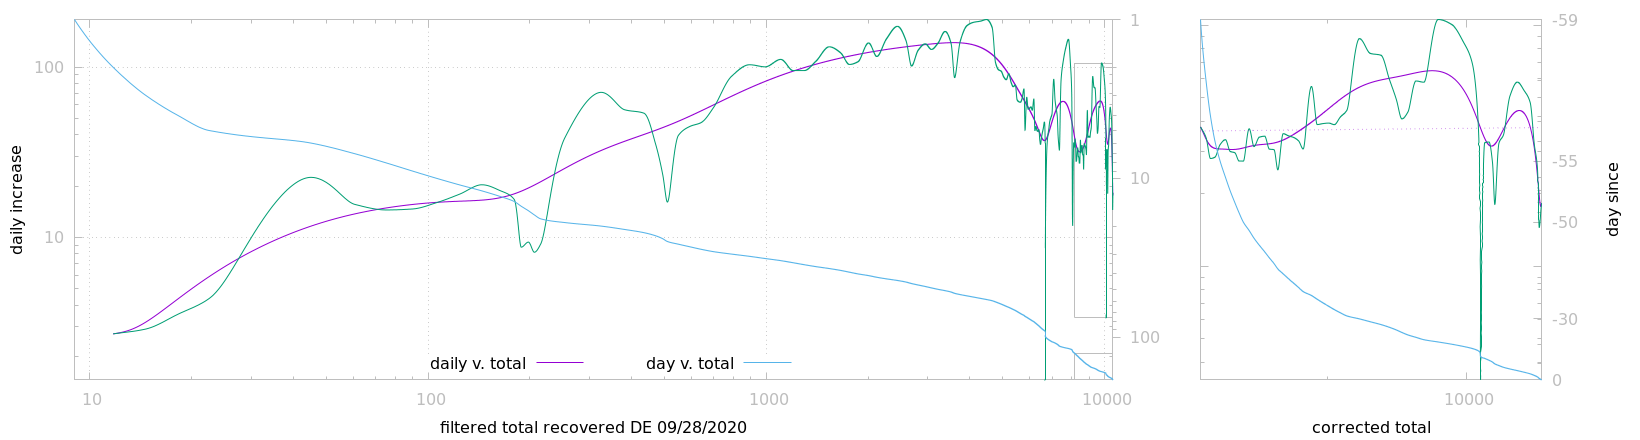 1
-59
100
daily increase
10
-55
day since
10
-50
-30
100
daily v. total
day v. total
0
10
100
1000
10000
10000
filtered total recovered DE 09/28/2020
corrected total